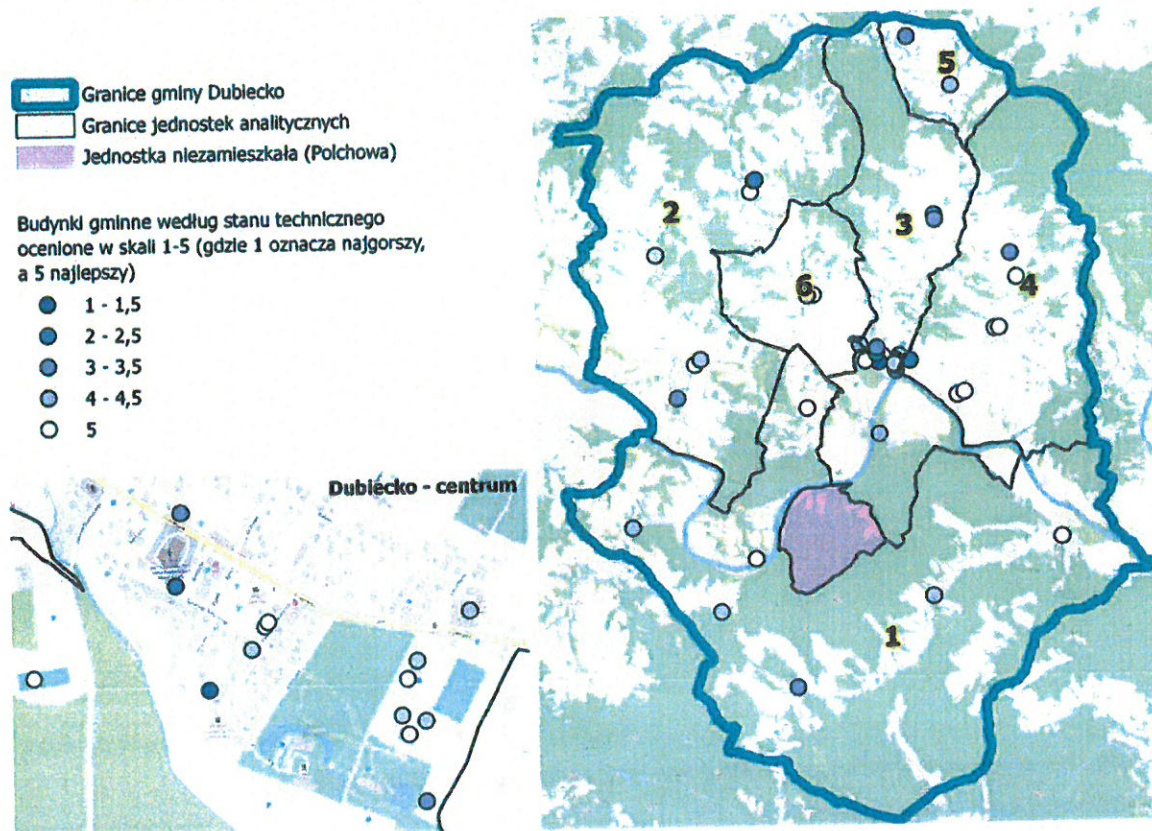 Granice gminy Dubiecko
Granice jednostek analitycznych
Jednostka niezamieszkała (Polchowa)
Budynki gminne według stanu technicznego
ocenione w skali 1-5 (gdzie 1 oznacza najgorszy,
a 5 najlepszy)
1 - 1,5
2 - 2,5
3 - 3,5
4 - 4,5
5
Dubiecko - centrum
5
2
3
4
6
1